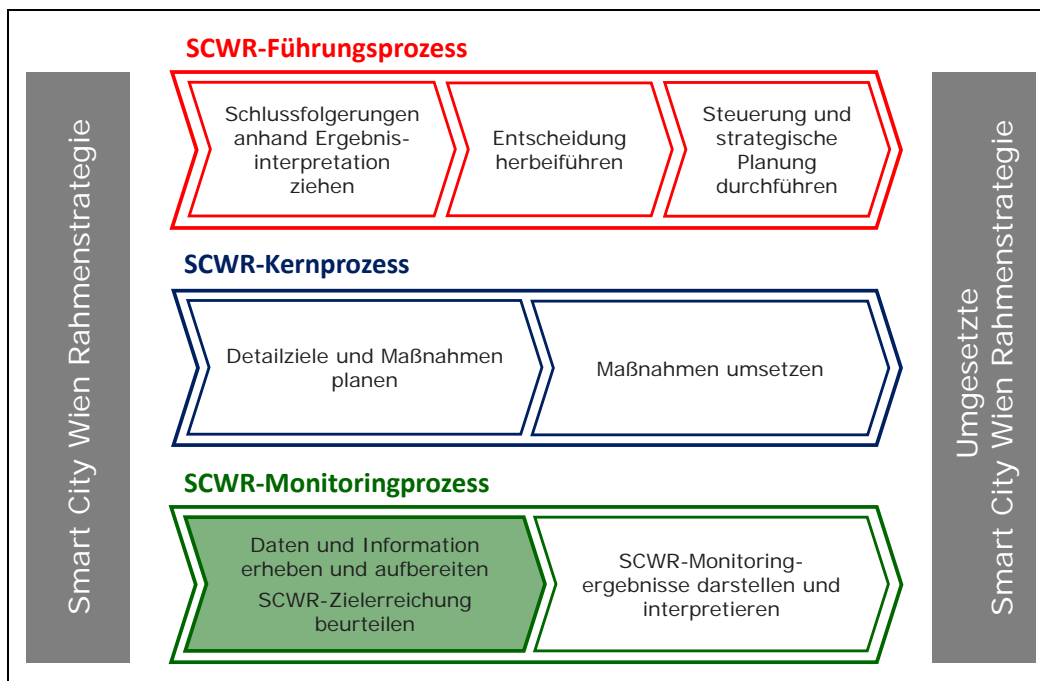 Smart City Wien Rahmenstrategie
SCWR-Führungsprozess
Schlussfolgerungen
anhand Ergebnis-
interpretation
ziehen
Entscheidung
herbeiführen
Steuerung und
strategische
Planung
durchführen
SCWR-Kernprozess
Detailziele und Maßnahmen
planen
Maßnahmen umsetzen
SCWR-Monitoringprozess
Daten und Information
erheben und aufbereiten
SCWR-Zielerreichung
beurteilen
SCWR-Monitoring-
ergebnisse darstellen und
interpretieren
Umgesetzte
Smart City Wien Rahmenstrategie